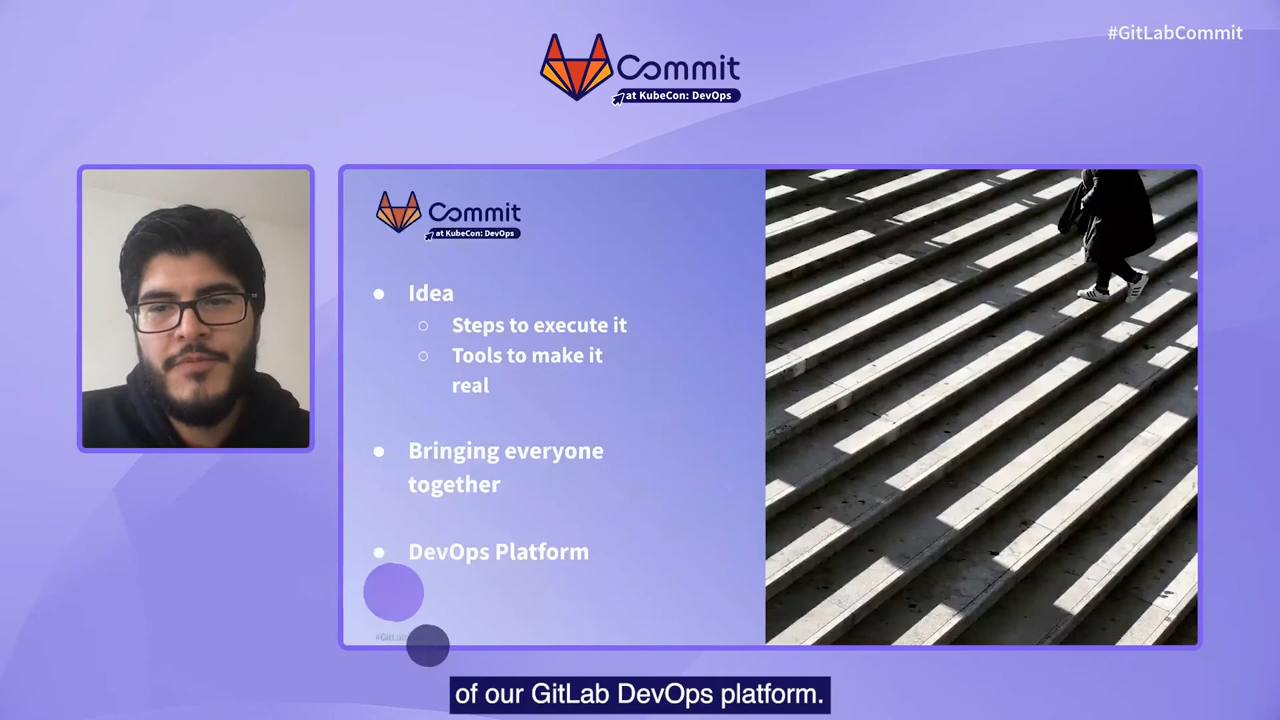 #GitLabCommit
Commit
at KubeCon: DevOps
Commit
at KubeCon: DevOps
● Idea
○ Steps to execute it
○ Tools to make it
real
● Bringing everyone
together
● DevOps Platform
of our GitLab DevOps platform.